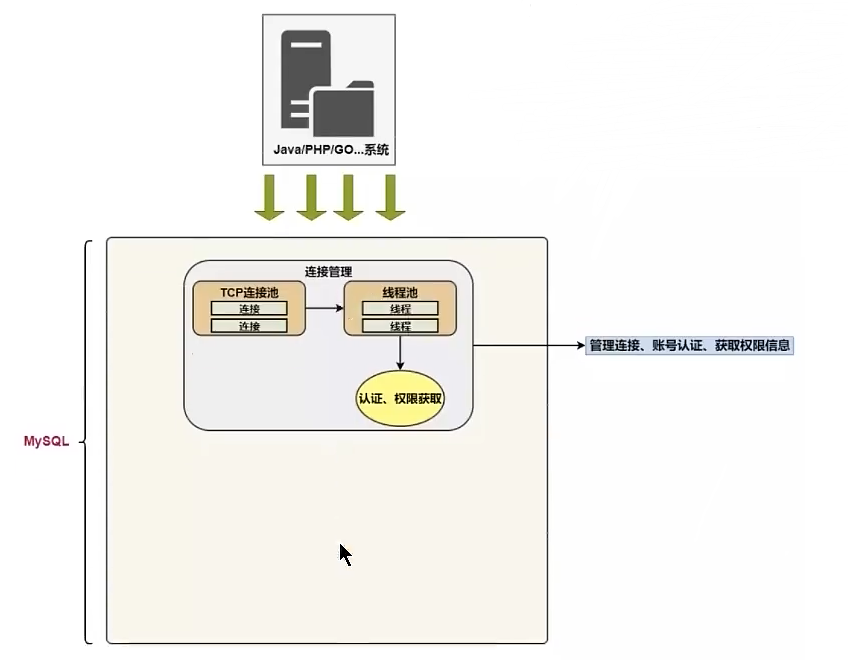 Java/PHP/GO...系统
连接管理
TCP连接池
连接
连接
线程池
线程
线程
认证、权限获取
管理连接、账号认证、获取权限信息
MySQL